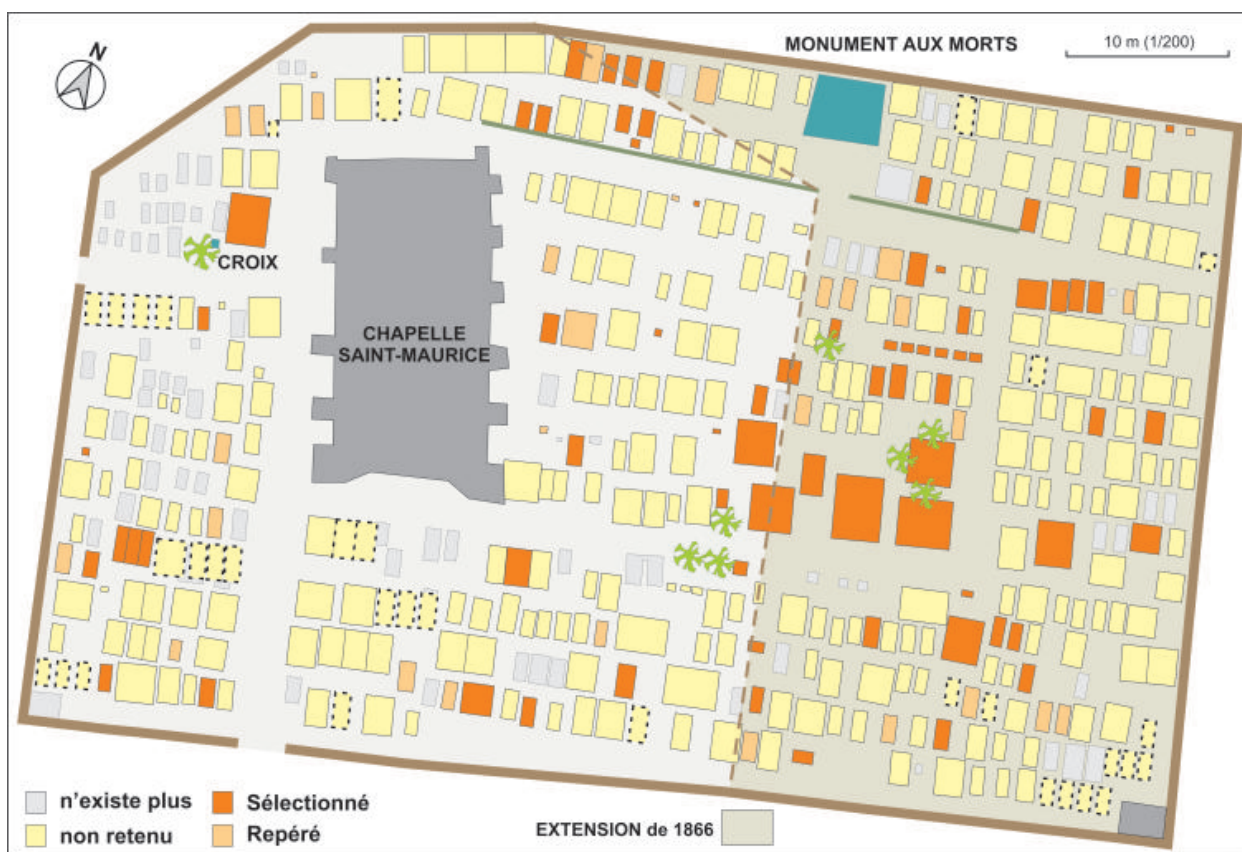 N
MONUMENT AUX MORTS
10 m (1/200)
CROIX
CHAPELLE
SAINT-MAURICE
n'existe plus
Sélectionné
non retenu
Repéré
EXTENSION de 1866